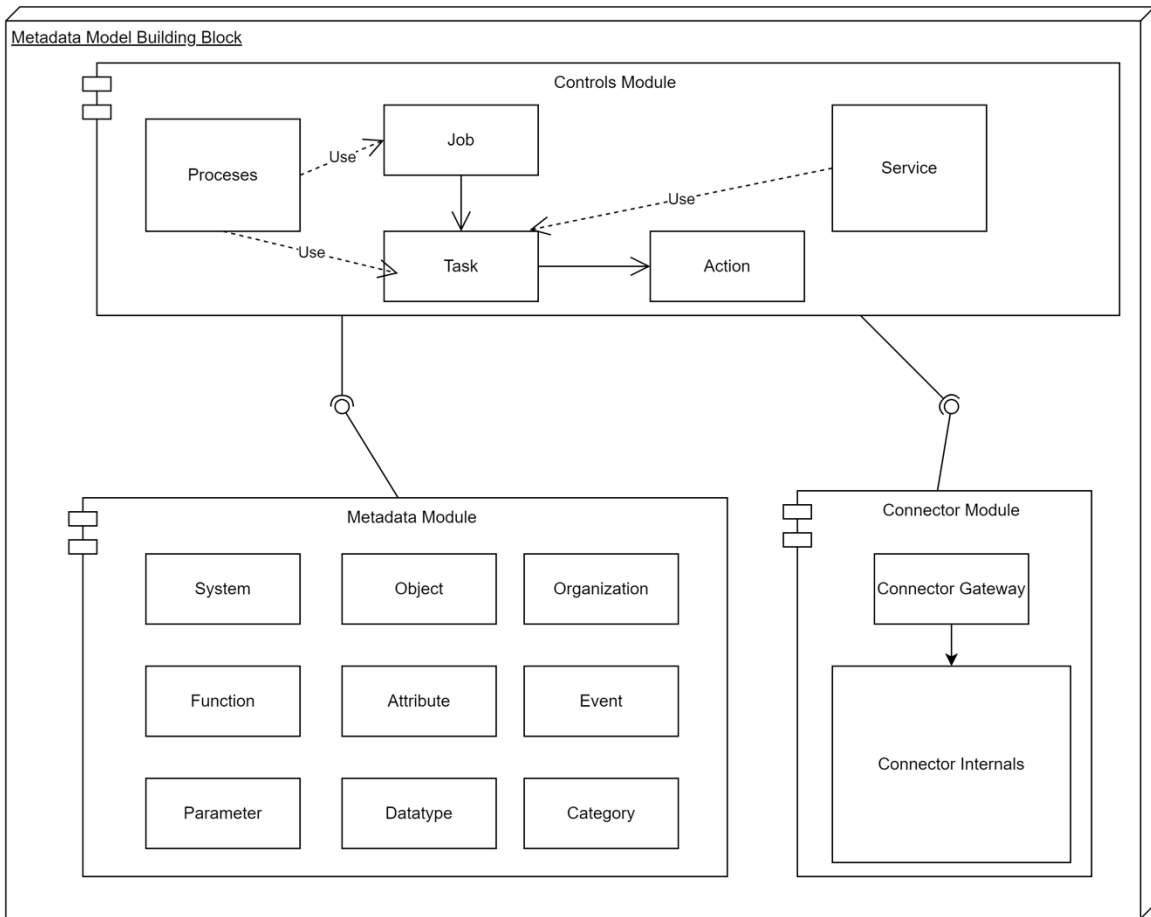 Metadata Model Building Block
Controls Module
Job
Use
Proceses
Service
Use
Use
Task
Action
Metadata Module
System
Object
Organization
Function
Attribute
Event
Parameter
Datatype
Category
Connector Module
Connector Gateway
Connector Internals